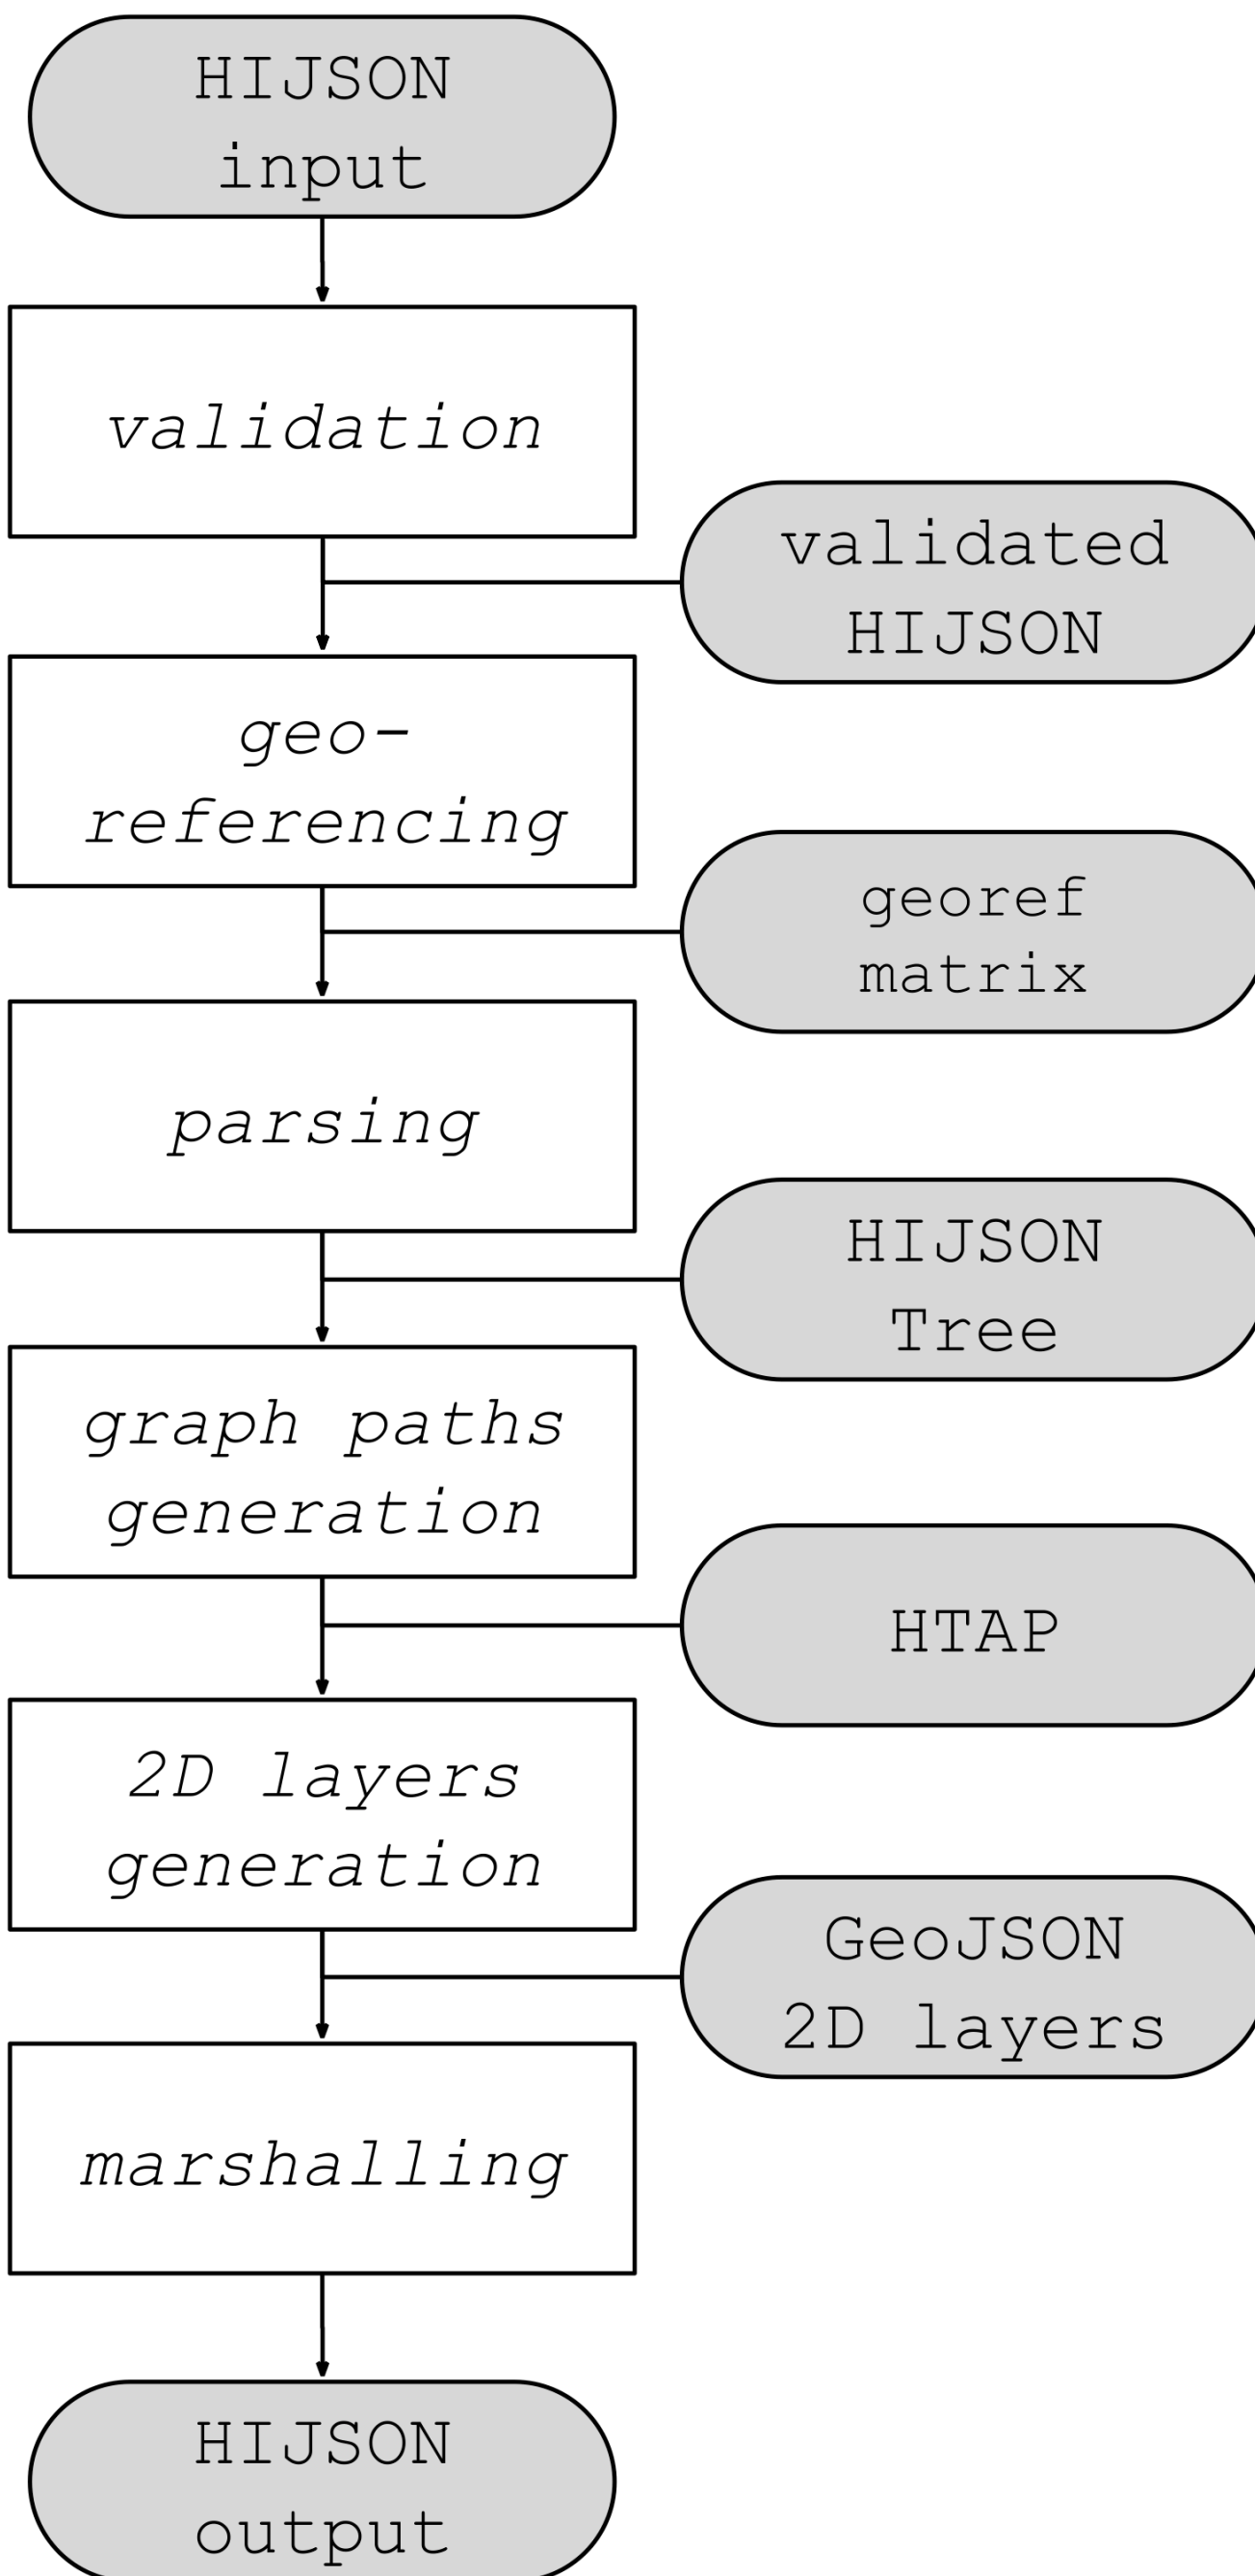 HIJSON
input
validation
validated
HIJSON
geo-
referencing
georef
matrix
parsing
HIJSON
Tree
graph paths
generation
HTAP
2D layers
generation
GeoJSON
2D layers
marshalling
HIJSON
output